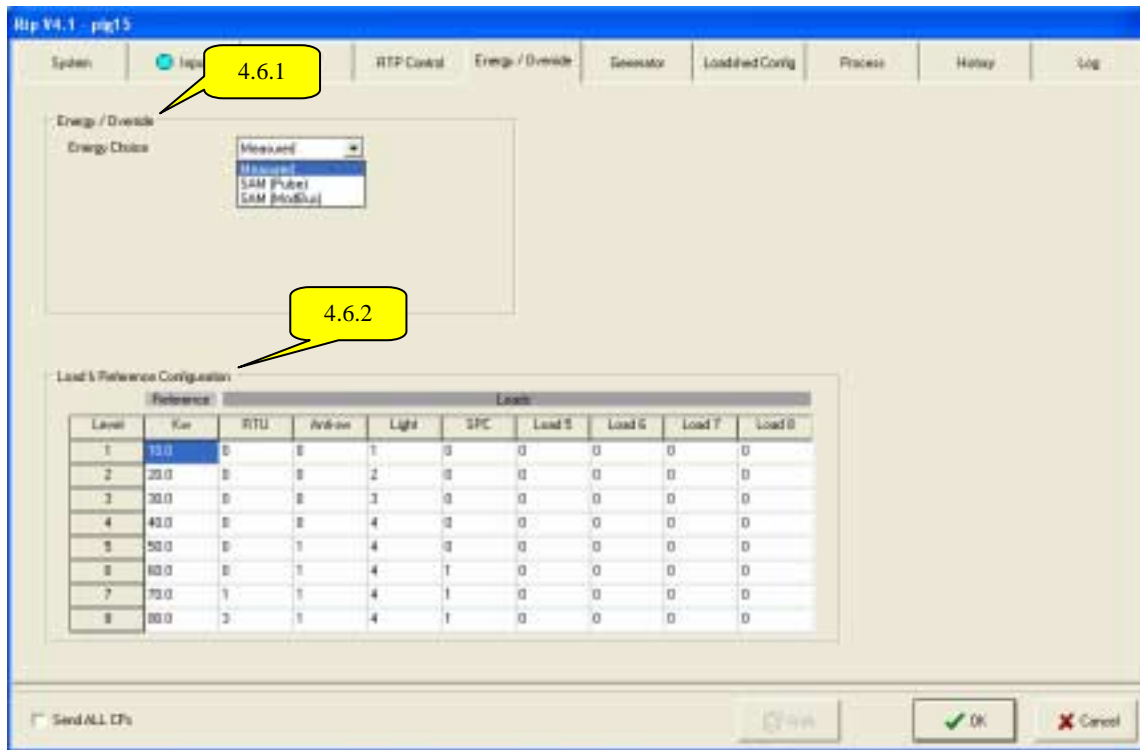 Rtp V4.1 - pig15
System Input RTP Control Energy / Override Generator Loadshed Config Process History Log
4.6.1
Energy / Override
Energy Choice Measured
Measured
SAM (Pulse)
SAM (ModBus)
4.6.2
Load & Reference Configuration
Reference Loads
Level Kw RTU Anti-sw Light SPC Load 5 Load 6 Load 7 Load 8
1 10.0 0 0 1 0 0 0 0 0
2 20.0 0 0 2 0 0 0 0 0
3 30.0 0 0 3 0 0 0 0 0
4 40.0 0 0 4 0 0 0 0 0
5 50.0 0 1 4 0 0 0 0 0
6 60.0 0 1 4 1 0 0 0 0
7 70.0 1 1 4 1 0 0 0 0
8 80.0 3 1 4 1 0 0 0 0
Send ALL CPs OK Cancel